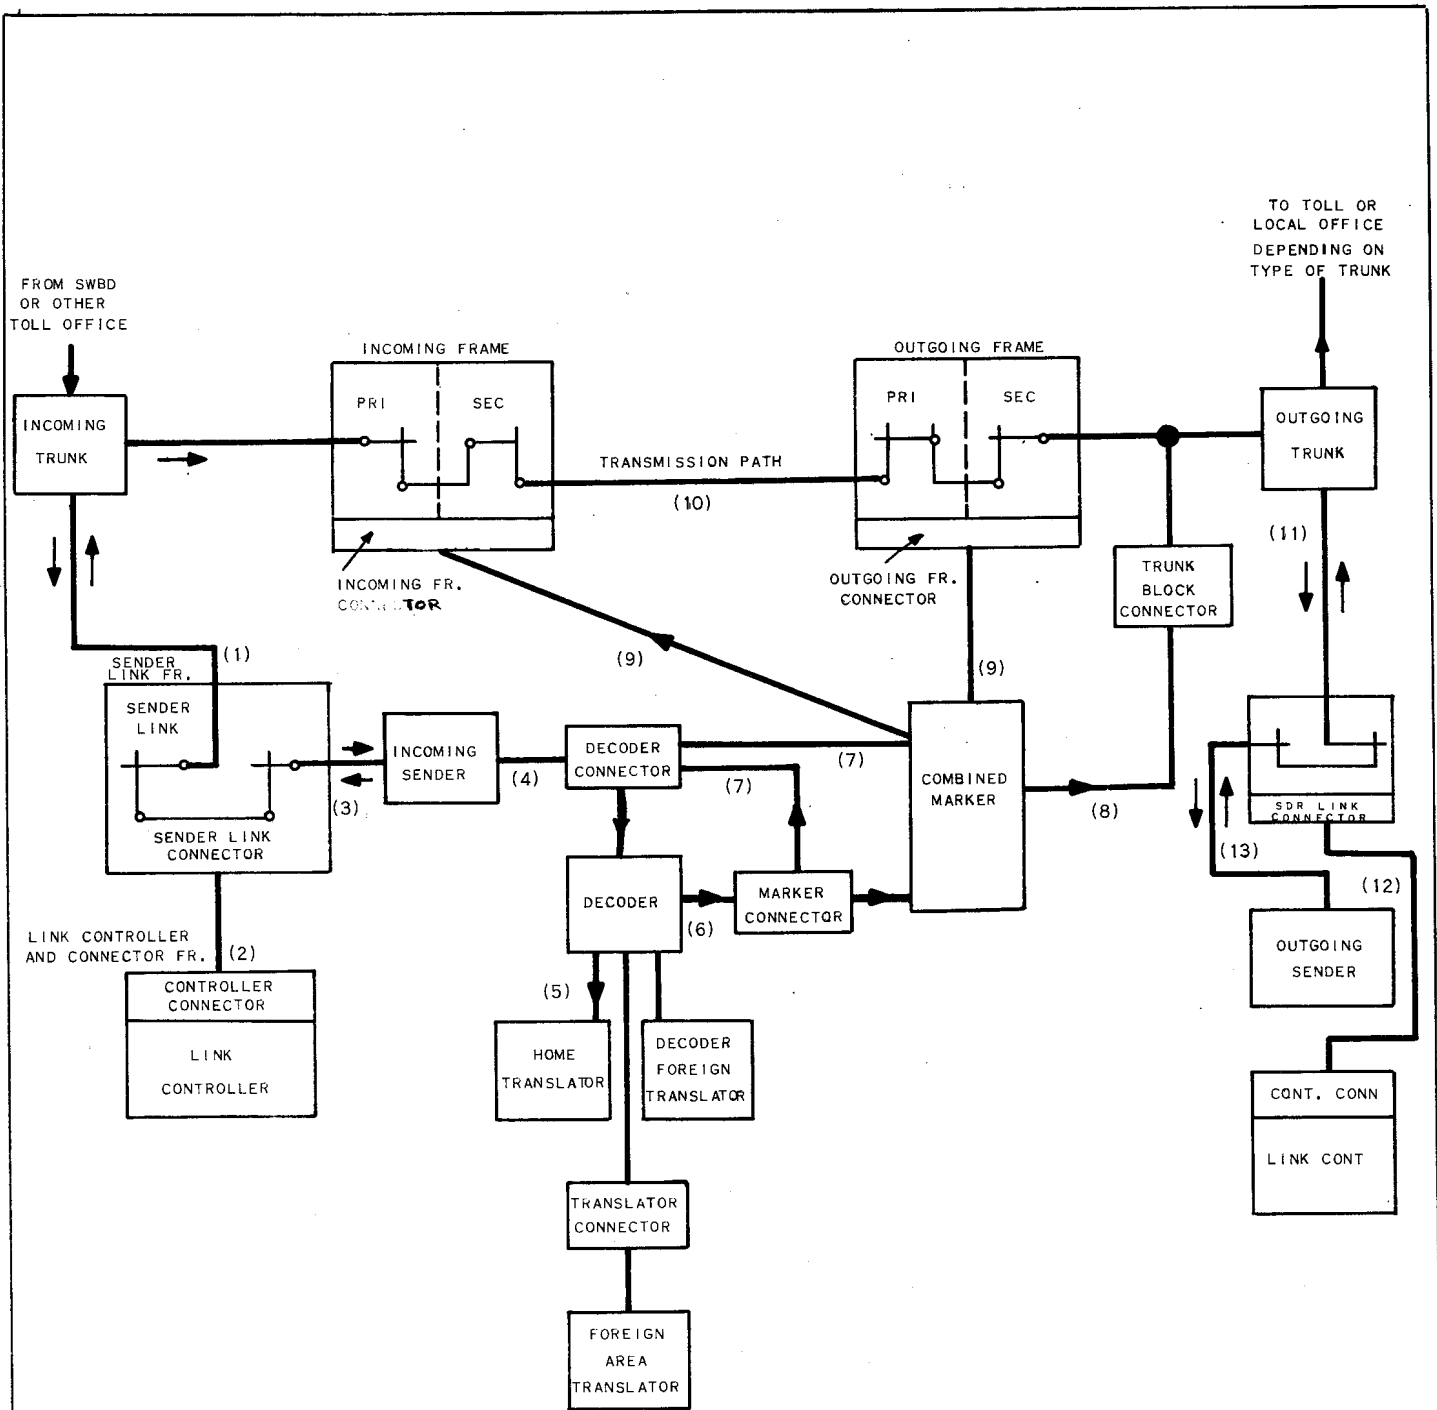 TO TOLL OR
LOCAL OFFICE
DEPENDING ON
TYPE OF TRUNK
FROM SWBD
OR OTHER
TOLL OFFICE
INCOMING FRAME
OUTGOING FRAME
PRI
SEC
PRI
SEC
INCOMING
TRUNK
OUTGOING
TRUNK
TRANSMISSION PATH
(10)
(11)
INCOMING FR.
CONNECTOR
OUTGOING FR.
CONNECTOR
TRUNK
BLOCK
CONNECTOR
(1)
(9)
(9)
SENDER
LINK FR.
SENDER
LINK
INCOMING
SENDER
DECODER
CONNECTOR
(3)
(4)
(7)
(7)
COMBINED
MARKER
(8)
SDR LINK
CONNECTOR
SENDER LINK
CONNECTOR
(13)
(12)
DECODER
(6)
MARKER
CONNECTOR
LINK CONTROLLER
AND CONNECTOR FR.
(2)
OUTGOING
SENDER
CONTROLLER
CONNECTOR
LINK
CONTROLLER
(5)
HOME
TRANSLATOR
DECODER
FOREIGN
TRANSLATOR
CONT. CONN
LINK CONT
TRANSLATOR
CONNECTOR
FOREIGN
AREA
TRANSLATOR